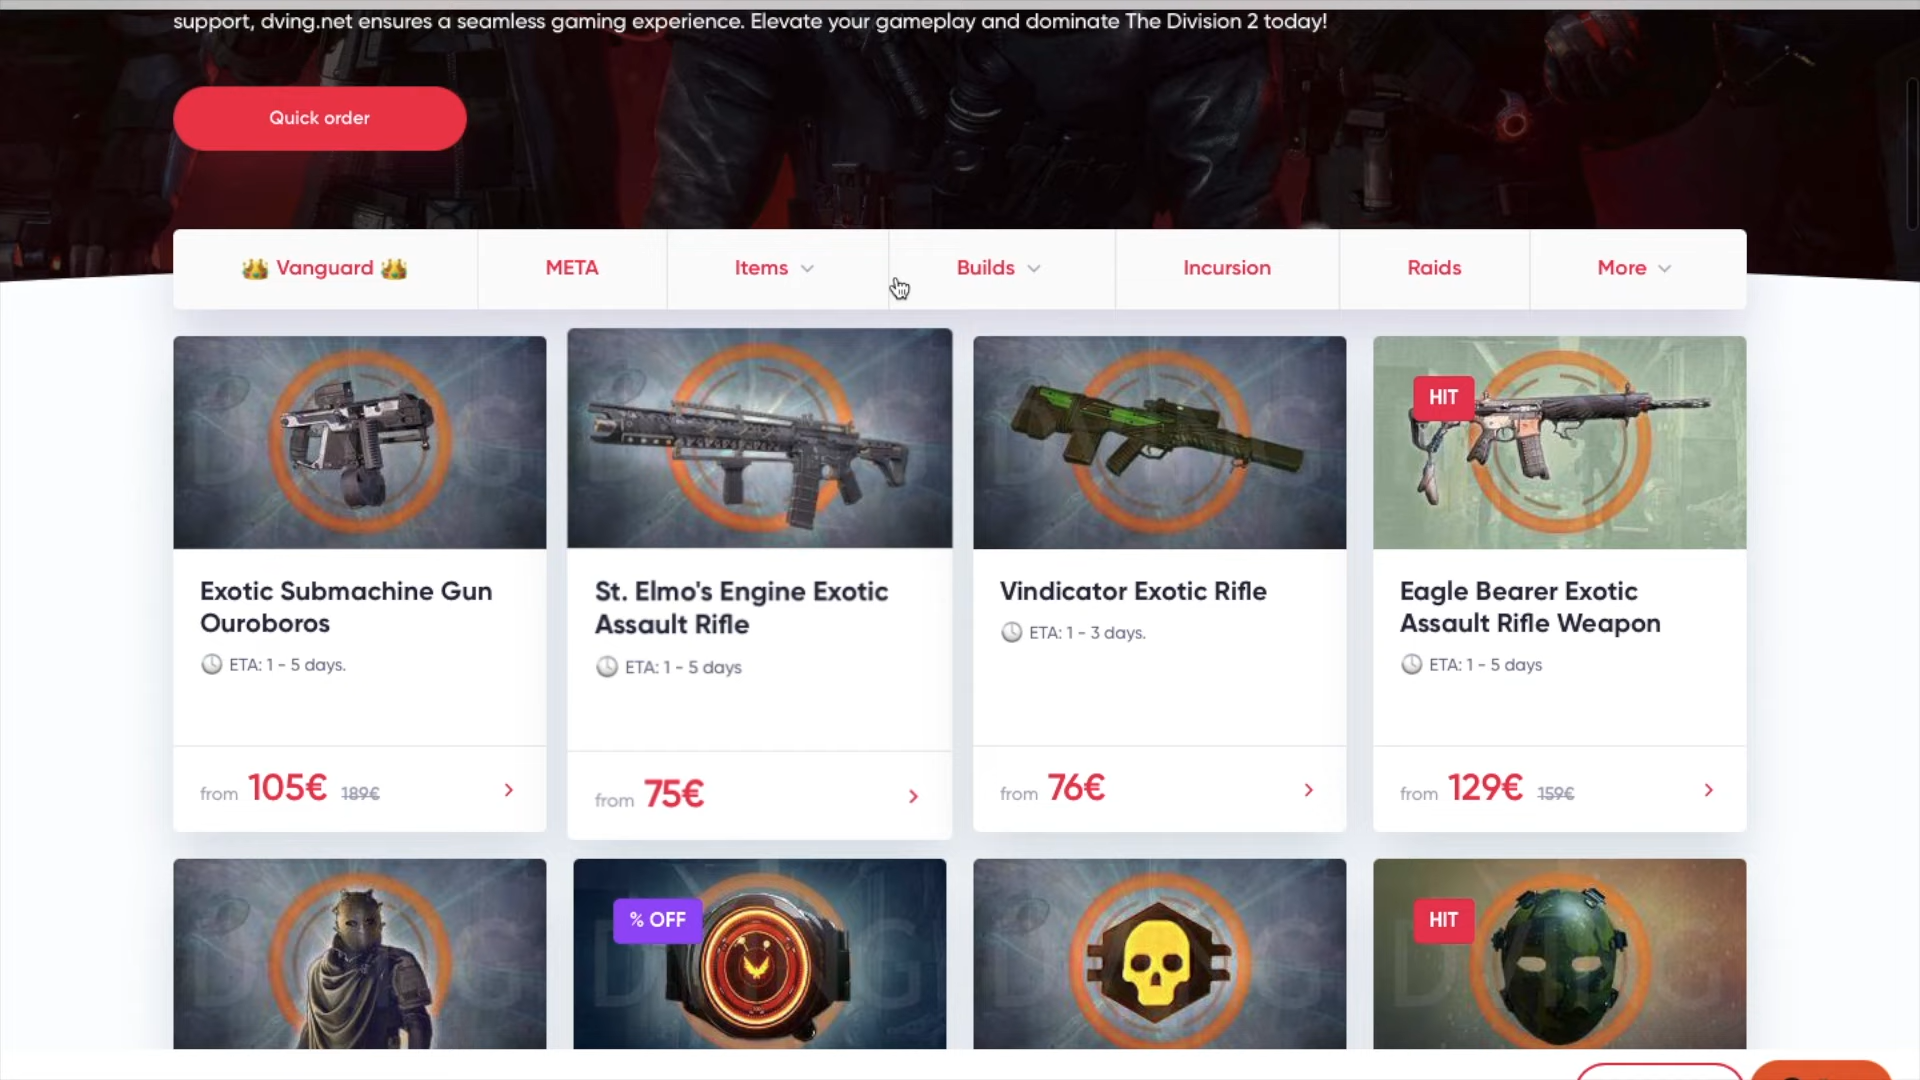 support, dving.net ensures a seamless gaming experience. Elevate your gameplay and dominate The Division 2 today!
Quick order
Vanguard
META
Items
Builds
Incursion
Raids
More
HIT
Exotic Submachine Gun
Ouroboros
ETA: 1 - 5 days.
from 105€ 189€
St. Elmo's Engine Exotic
Assault Rifle
ETA: 1 - 5 days
from 75€
Vindicator Exotic Rifle
ETA: 1 - 3 days.
from 76€
Eagle Bearer Exotic
Assault Rifle Weapon
ETA: 1 - 5 days
from 129€ 159€
% OFF
HIT